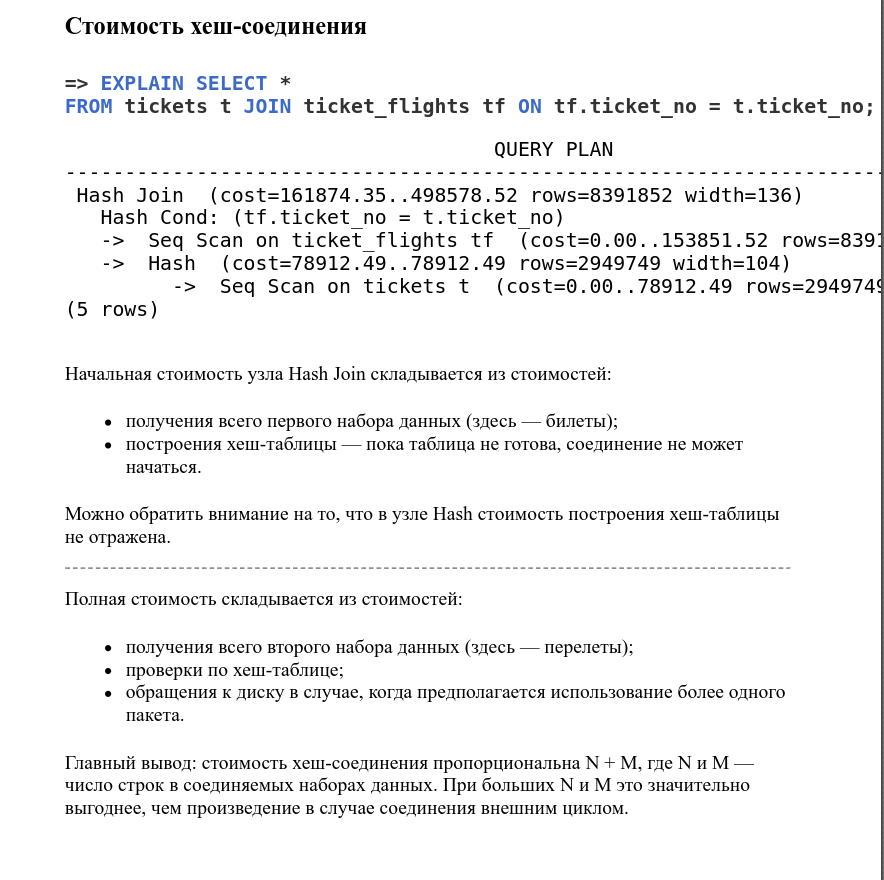 Стоимость хеш-соединения
=> EXPLAIN SELECT *
FROM tickets t JOIN ticket_flights tf ON tf.ticket_no = t.ticket_no;
QUERY PLAN
--------------------------------------------------------------------
Hash Join  (cost=161874.35..498578.52 rows=8391852 width=136)
  Hash Cond: (tf.ticket_no = t.ticket_no)
  ->  Seq Scan on ticket_flights tf  (cost=0.00..153851.52 rows=8391
  ->  Hash  (cost=78912.49..78912.49 rows=2949749 width=104)
        ->  Seq Scan on tickets t  (cost=0.00..78912.49 rows=2949749
(5 rows)
Начальная стоимость узла Hash Join складывается из стоимостей:
• получения всего первого набора данных (здесь — билеты);
• построения хеш-таблицы — пока таблица не готова, соединение не может
начаться.
Можно обратить внимание на то, что в узле Hash стоимость построения хеш-таблицы
не отражена.
Полная стоимость складывается из стоимостей:
• получения всего второго набора данных (здесь — перелеты);
• проверки по хеш-таблице;
• обращения к диску в случае, когда предполагается использование более одного
пакета.
Главный вывод: стоимость хеш-соединения пропорциональна N + M, где N и M —
число строк в соединяемых наборах данных. При больших N и M это значительно
выгоднее, чем произведение в случае соединения внешним циклом.